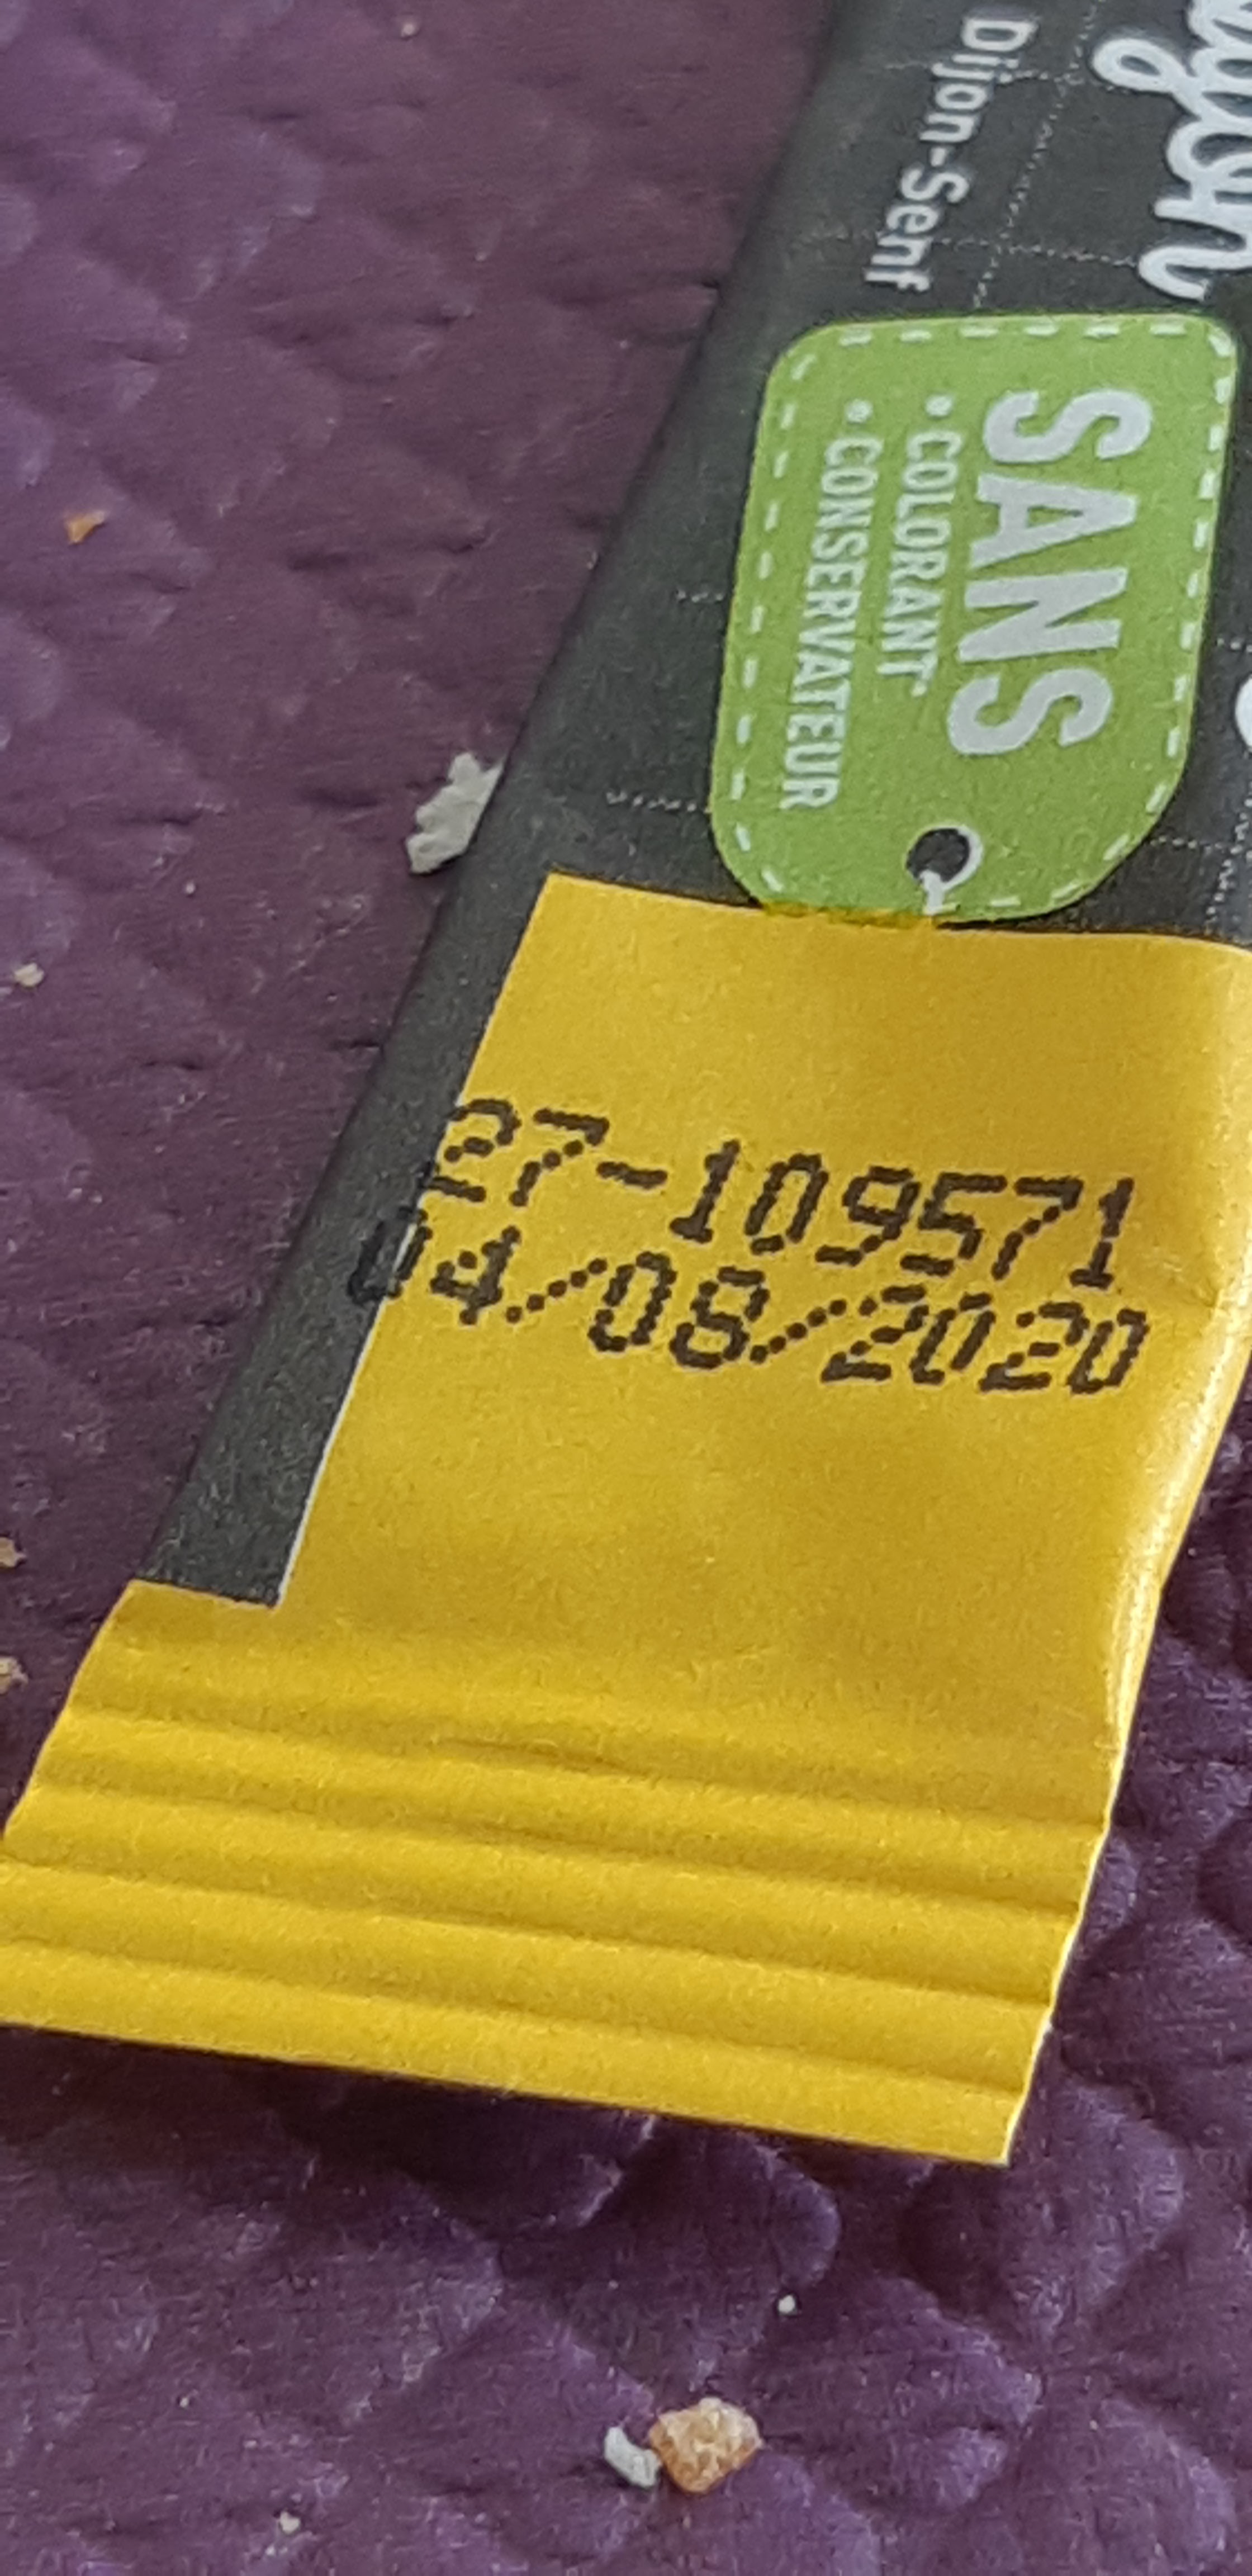 Dijon-Senf
SANS
• COLORANT
• CONSERVATEUR
27-109571
04/08/2020